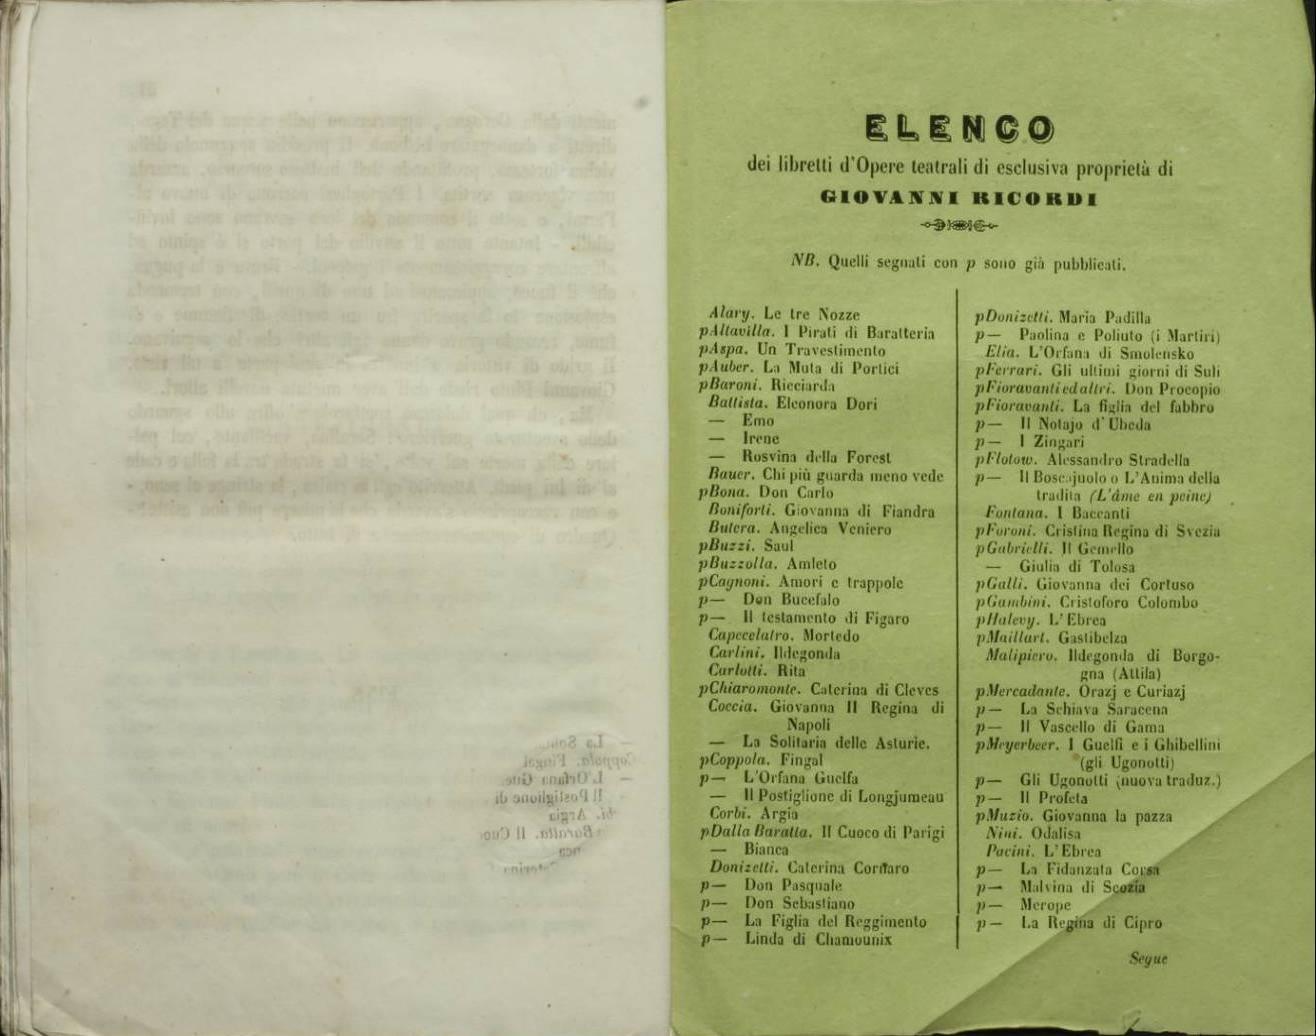 ELENCO
dei libretti d'Opere teatrali di esclusiva proprietà di
GIOVANNI RICORDI
NB. Quelli segnati con p sono già pubblicati.
Alary. Le tre Nozze
pAltavilla. I Pirati di Baratteria
pAspa. Un Travestimento
pAuber. La Muta di Portici
pBaroni. Ricciarda
Battista. Eleonora Dori
— Emo
— Irene
— Rosvina della Forest
Bauer. Chi più guarda meno vede
pBona. Don Carlo
Boniforti. Giovanna di Fiandra
Butera. Angelica Veniero
pBuzzi. Saul
pBuzzolla. Amleto
pCagnoni. Amori e trappole
p— Don Bucefalo
p— Il testamento di Figaro
Capecelatro. Mortedo
Carlini. Ildegonda
Carlotti. Rita
pChiaromonte. Caterina di Cleves
Coccia. Giovanna II Regina di
Napoli
— La Solitaria delle Asturie.
pCoppola. Fingal
p— L'Orfana Guelfa
— Il Postiglione di Longjumeau
Corbi. Argia
pDalla Baratta. Il Cuoco di Parigi
— Bianca
Donizetti. Caterina Cornaro
p— Don Pasquale
p— Don Sebastiano
p— La Figlia del Reggimento
p— Linda di Chamounix
pDonizetti. Maria Padilla
p— Paolina e Poliuto (i Martiri)
Elia. L'Orfana di Smolensko
pFerrari. Gli ultimi giorni di Suli
pFioravanti ed altri. Don Procopio
pFioravanti. La figlia del fabbro
p— Il Notajo d'Ubeda
p— I Zingari
pFlotow. Alessandro Stradella
p— Il Boscajuolo o L'Anima della
tradita (L'âme en peine)
Fontana. I Baccanti
pForoni. Cristina Regina di Svezia
pGabrielli. Il Gemello
— Giulia di Tolosa
pGalli. Giovanna dei Cortuso
pGambini. Cristoforo Colombo
pHalevy. L'Ebrea
pMaillart. Gastibelza
Malipiero. Ildegonda di Borgo-
gna (Attila)
pMercadante. Orazj e Curiazj
p— La Schiava Saracena
p— Il Vascello di Gama
pMeyerbeer. I Guelfi e i Ghibellini
(gli Ugonotti)
p— Gli Ugonotti (nuova traduz.)
p— Il Profeta
pMuzio. Giovanna la pazza
Nini. Odalisa
Pacini. L'Ebrea
p— La Fidanzata Corsa
p— Malvina di Scozia
p— Merope
p— La Regina di Cipro
Segue